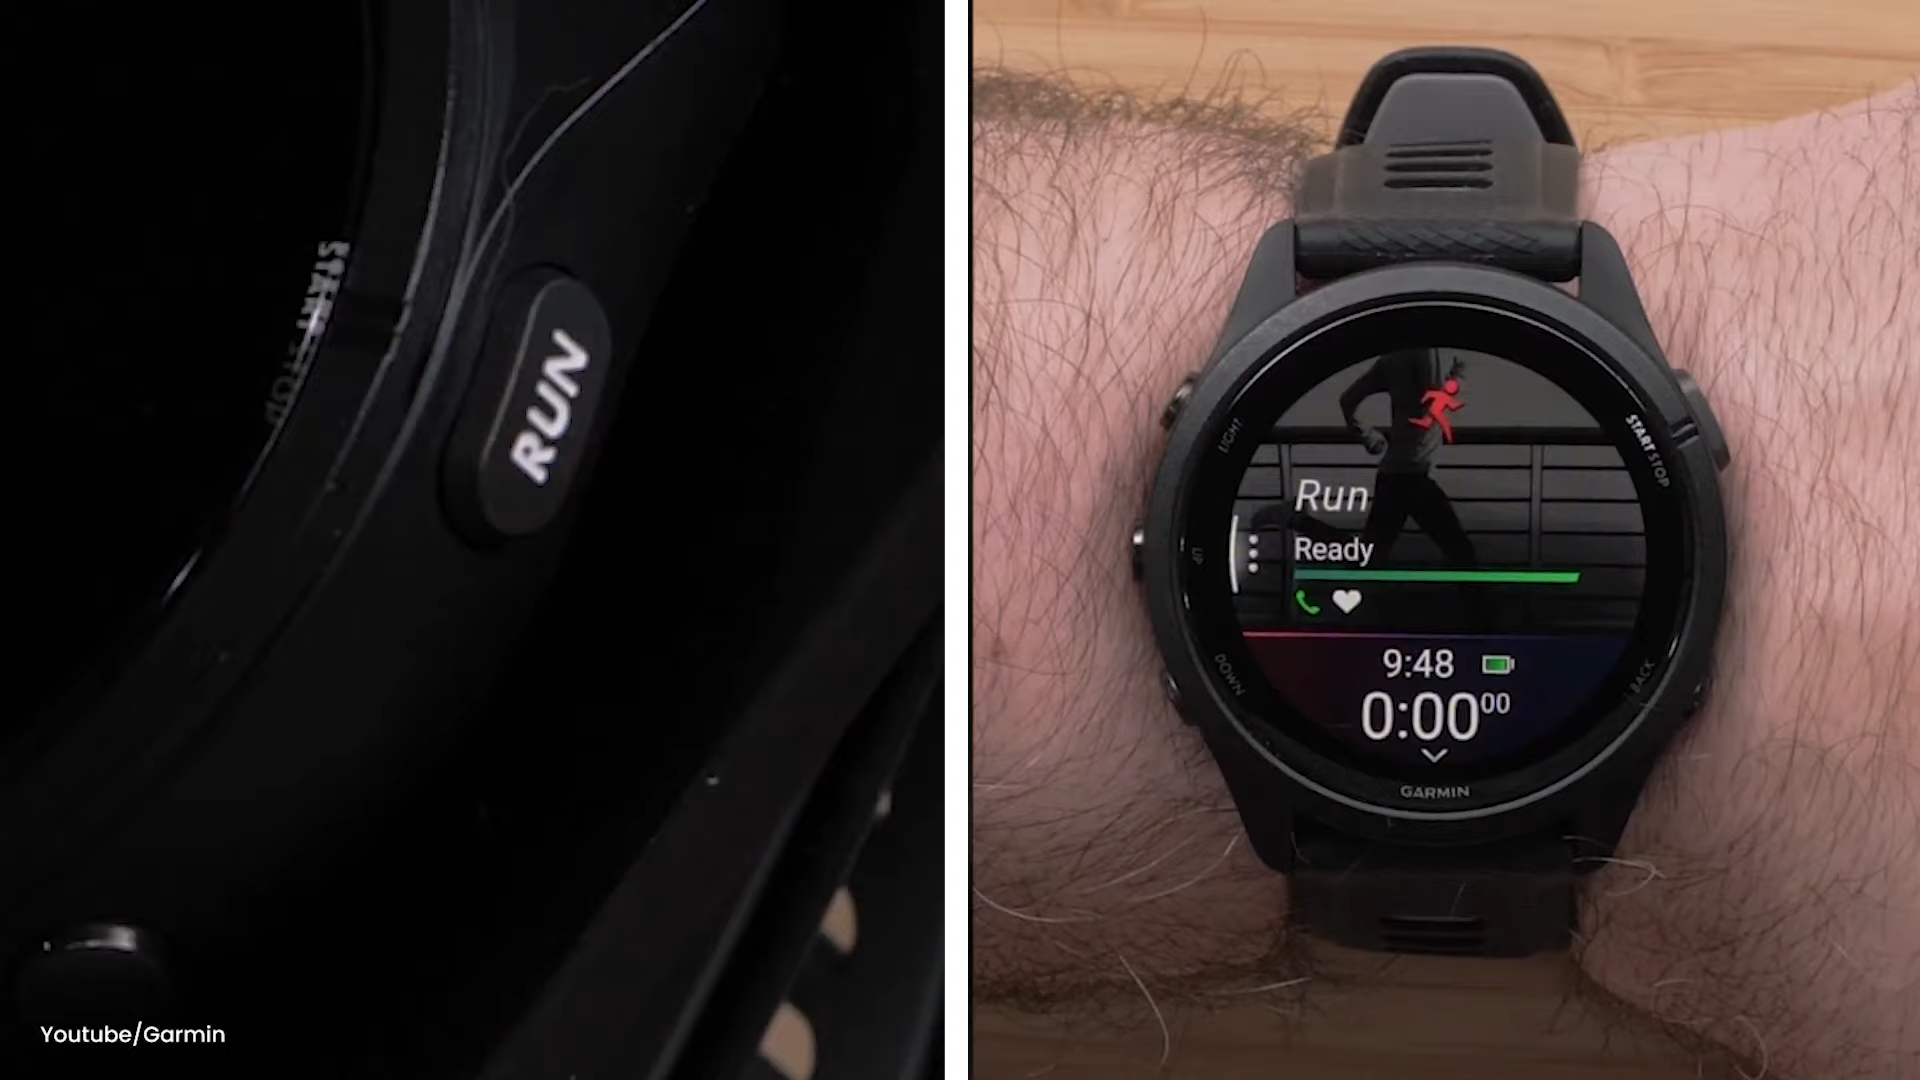 START STOP
RUN
Youtube/Garmin
LIGHT
START STOP
Run
UP
Ready
9:48
DOWN
BACK
0:00 00
GARMIN